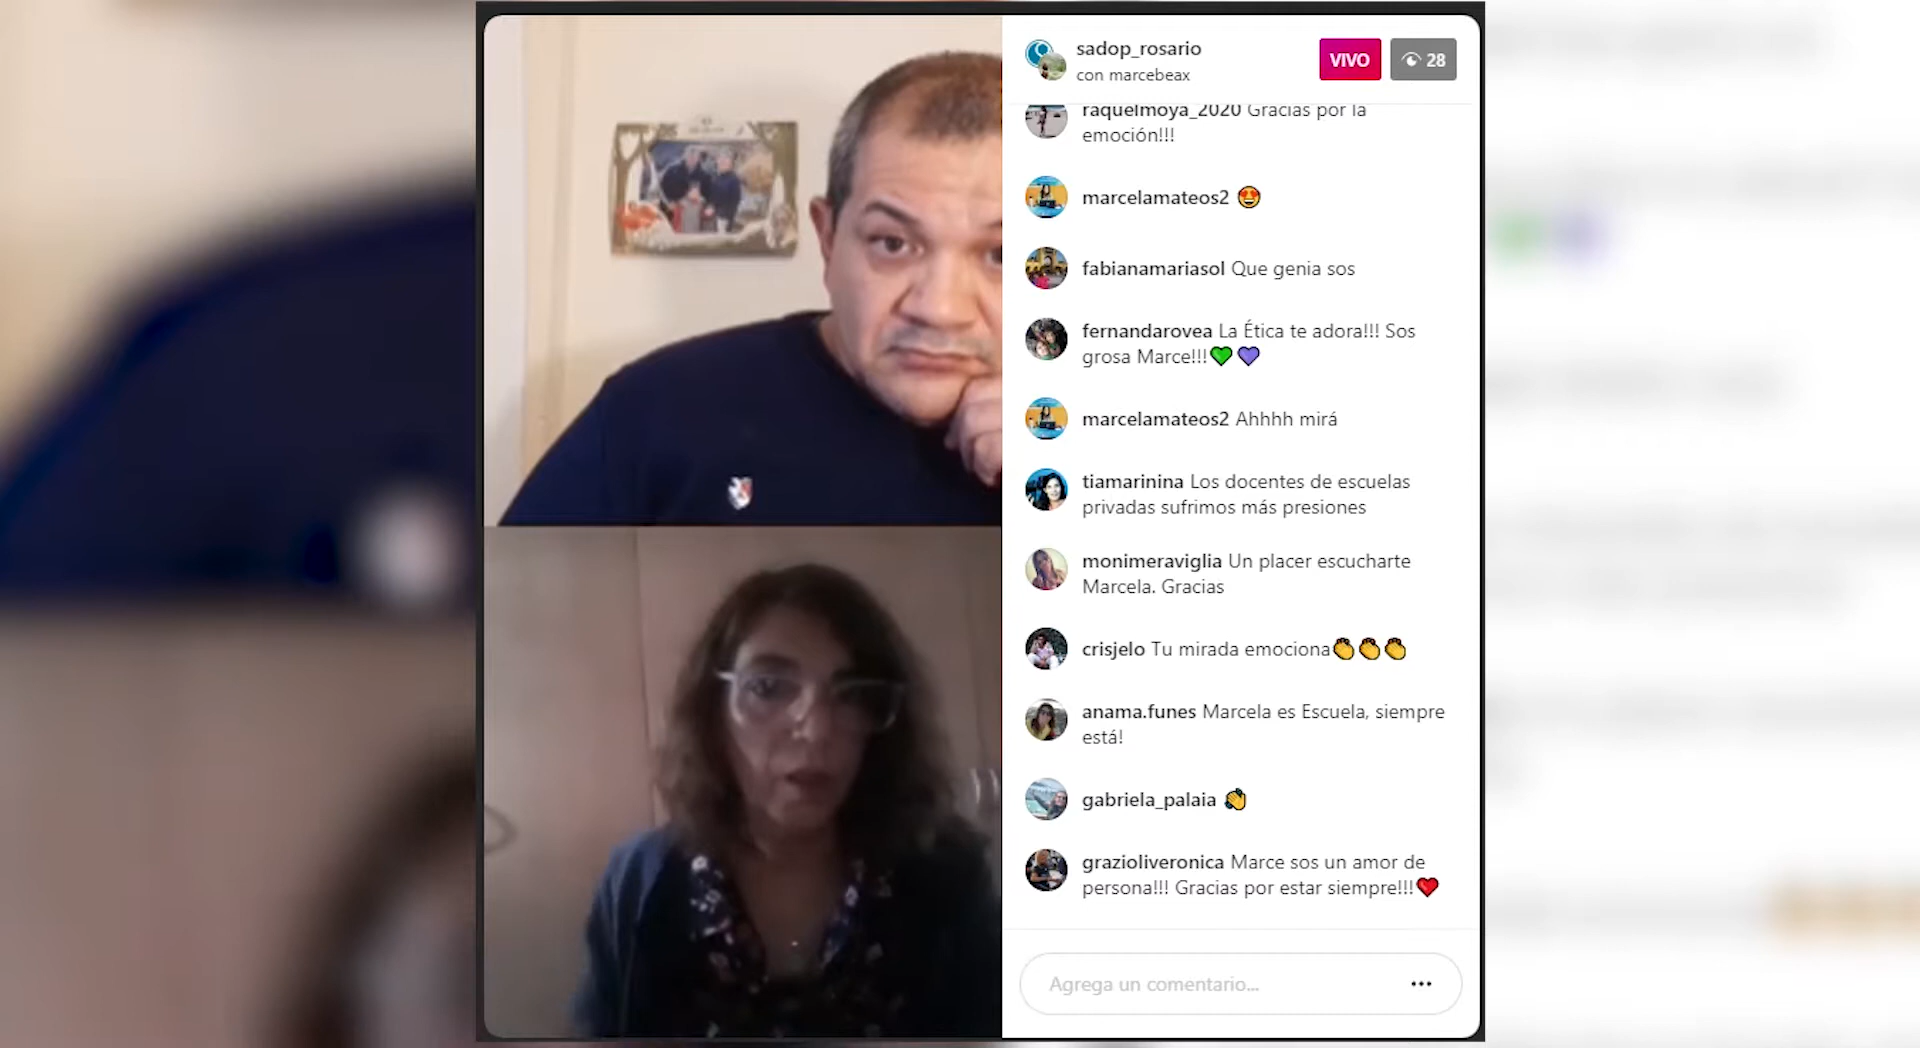 sadop_rosario
con marcebeax
VIVO
28
raquelmoya_2020 Gracias por la
emoción!!!
marcelamateos2 😍
fabianamariasol Que genia sos
fernandarovea La Ética te adora!!! Sos
grosa Marce!!!💚💜
marcelamateos2 Ahhhh mirá
tiamarinina Los docentes de escuelas
privadas sufrimos más presiones
monimeraviglia Un placer escucharte
Marcela. Gracias
crisjelo Tu mirada emociona👏👏👏
anama.funes Marcela es Escuela, siempre
está!
gabriela_palaia 👏
grazioliveronica Marce sos un amor de
persona!!! Gracias por estar siempre!!!❤️
Agrega un comentario...